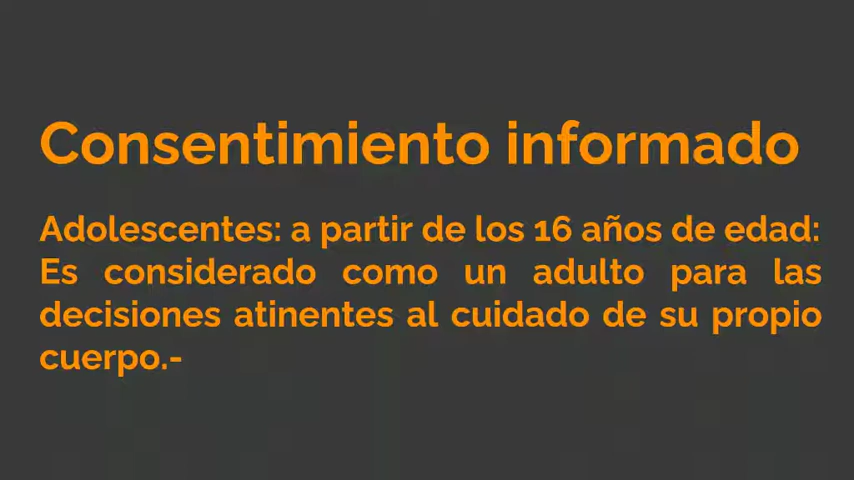 Consentimiento informado
Adolescentes: a partir de los 16 años de edad:
Es considerado como un adulto para las
decisiones atinentes al cuidado de su propio
cuerpo.-